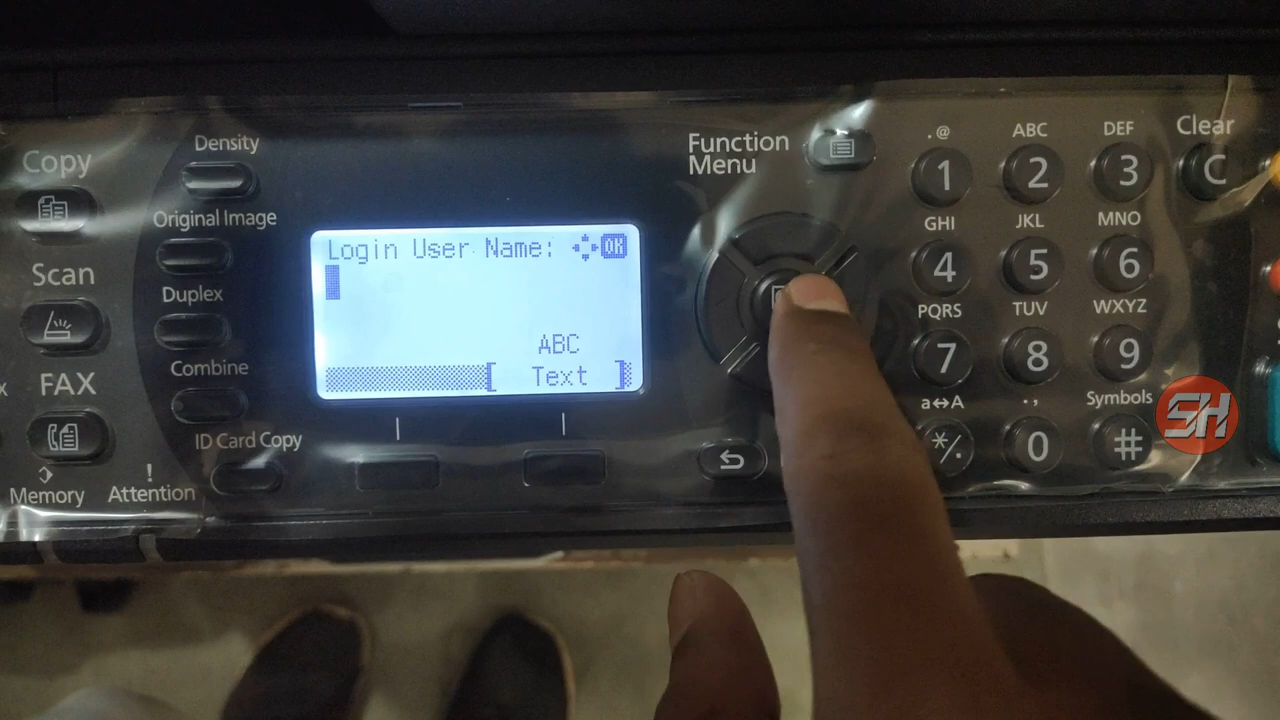 Copy
Scan
FAX
Memory
!
Attention
Density
Original Image
Duplex
Combine
ID Card Copy
Login User Name: OK
ABC
[ Text ]
Function
Menu
.@ ABC DEF Clear
1 2 3 C
GHI JKL MNO
4 5 6
PQRS TUV WXYZ
7 8 9
a↔A ., Symbols
*/. 0 #
SH